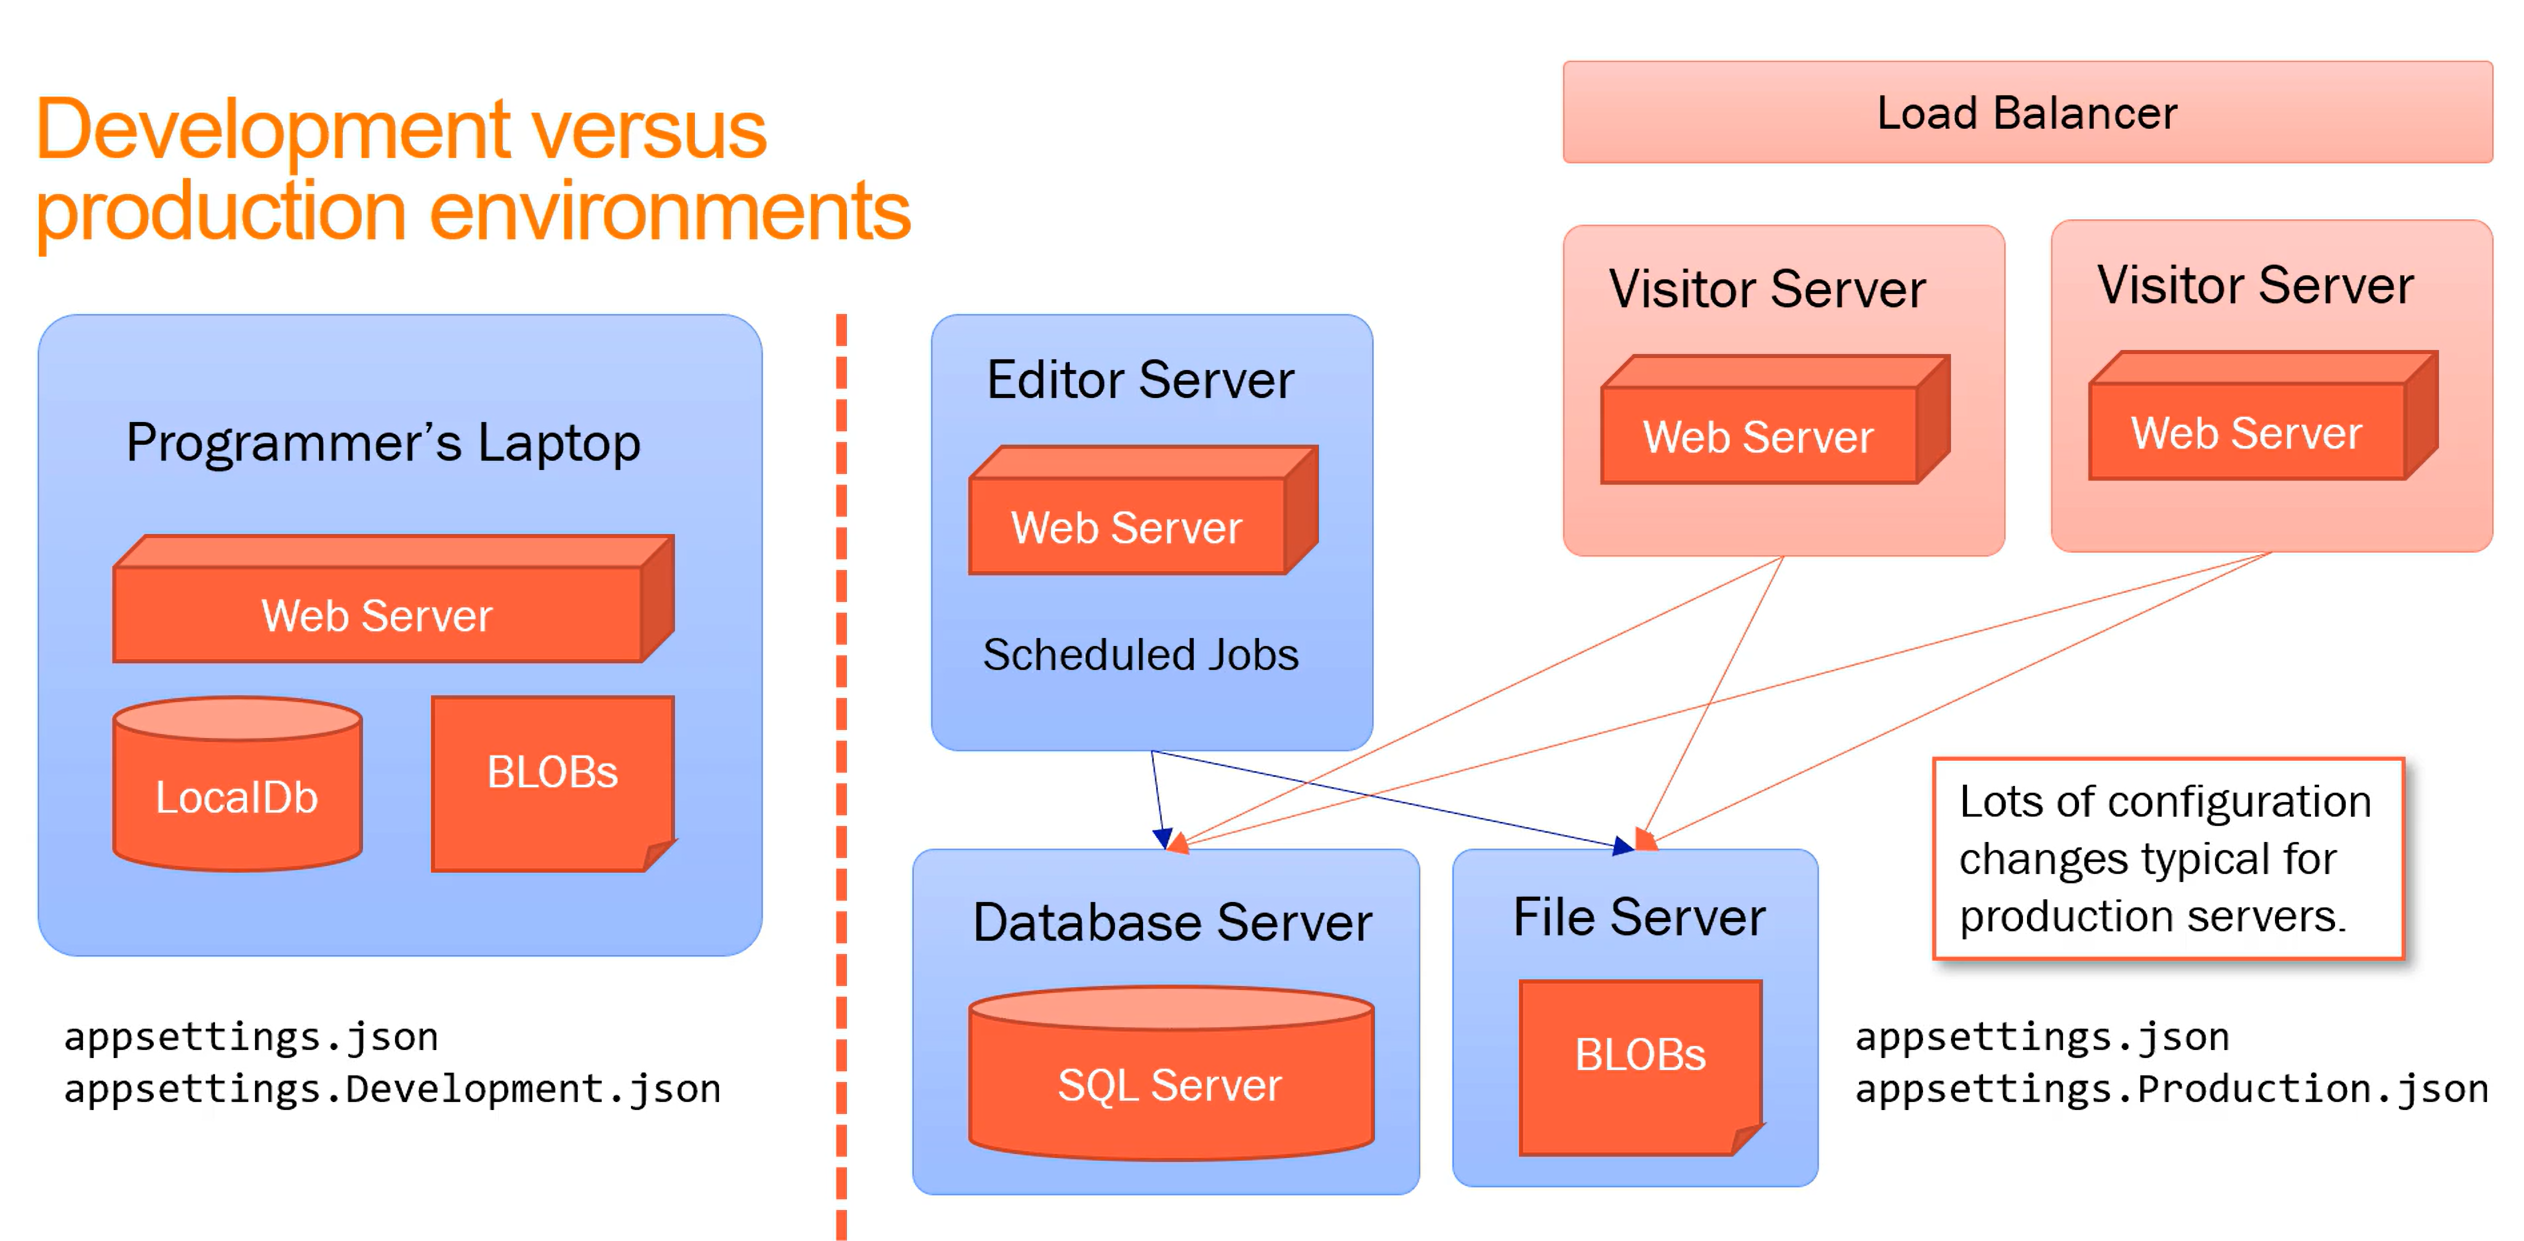 Development versus
production environments
Programmer’s Laptop
Web Server
LocalDb
BLOBs
appsettings.json
appsettings.Development.json
Load Balancer
Editor Server
Web Server
Scheduled Jobs
Visitor Server
Web Server
Visitor Server
Web Server
Database Server
SQL Server
File Server
BLOBs
Lots of configuration
changes typical for
production servers.
appsettings.json
appsettings.Production.json